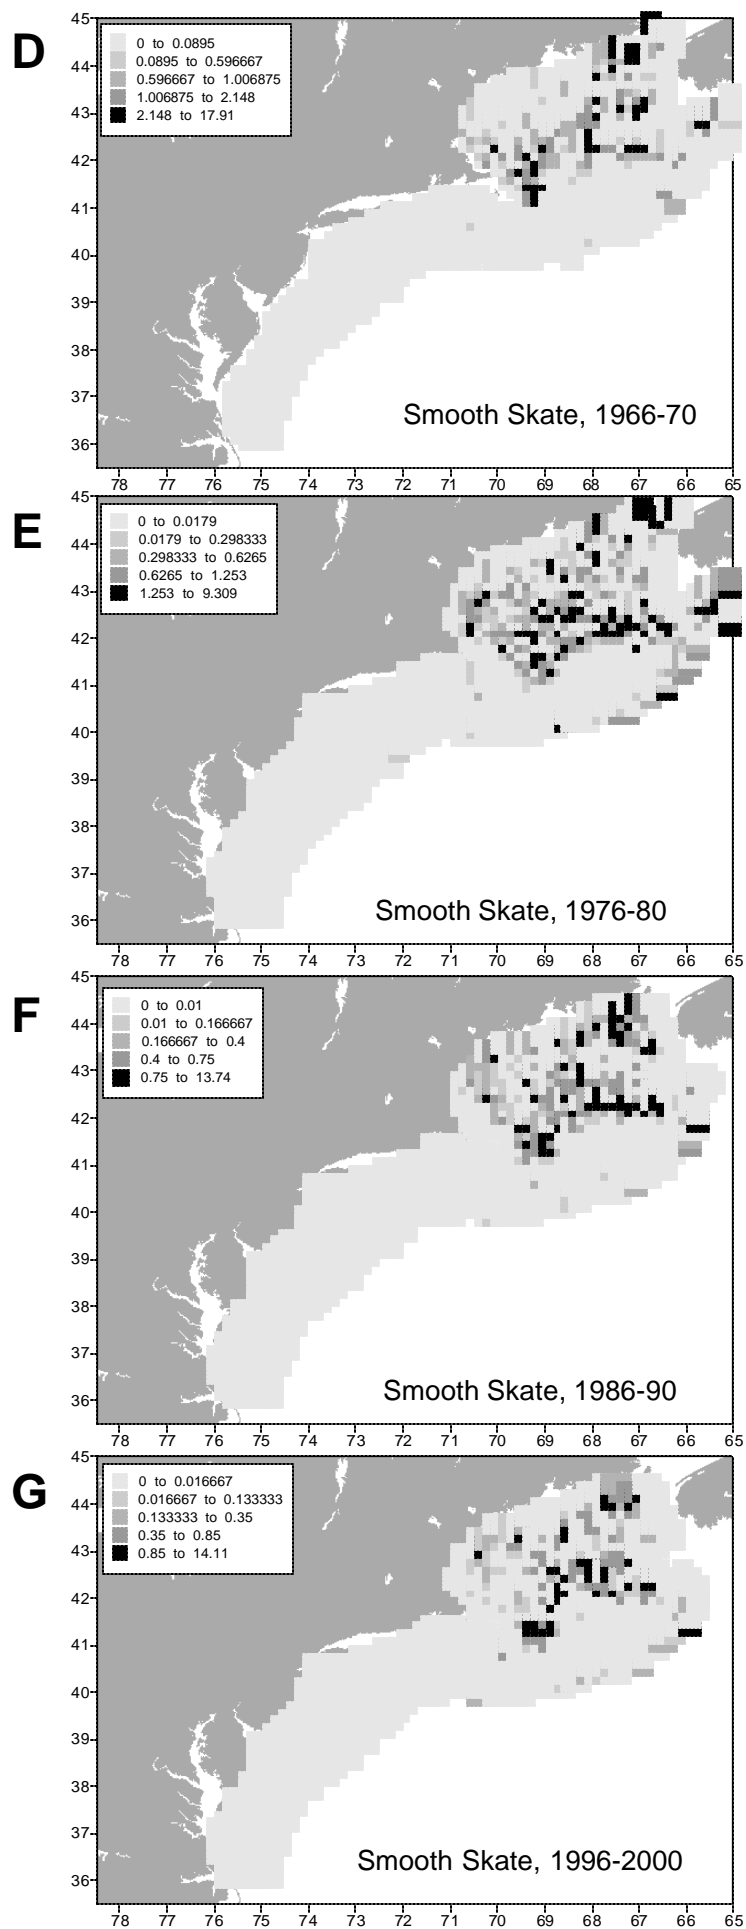 D
45
44
43
42
41
40
39
38
37
36
0 to 0.0895
0.0895 to 0.596667
0.596667 to 1.006875
1.006875 to 2.148
2.148 to 17.91
Smooth Skate, 1966-70
78 77 76 75 74 73 72 71 70 69 68 67 66 65
E
45
44
43
42
41
40
39
38
37
36
0 to 0.0179
0.0179 to 0.298333
0.298333 to 0.6265
0.6265 to 1.253
1.253 to 9.309
Smooth Skate, 1976-80
78 77 76 75 74 73 72 71 70 69 68 67 66 65
F
45
44
43
42
41
40
39
38
37
36
0 to 0.01
0.01 to 0.166667
0.166667 to 0.4
0.4 to 0.75
0.75 to 13.74
Smooth Skate, 1986-90
78 77 76 75 74 73 72 71 70 69 68 67 66 65
G
45
44
43
42
41
40
39
38
37
36
0 to 0.016667
0.016667 to 0.133333
0.133333 to 0.35
0.35 to 0.85
0.85 to 14.11
Smooth Skate, 1996-2000
78 77 76 75 74 73 72 71 70 69 68 67 66 65